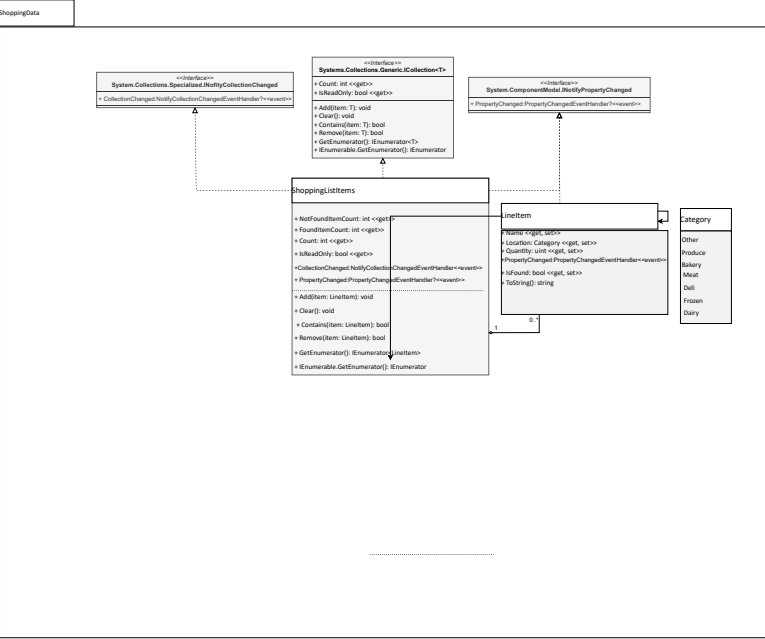 ShoppingData
<<Interface>>
System.Collections.Specialized.INofityCollectionChanged
+ CollectionChanged:NotifyCollectionChangedEventHandler?<<event>>
<<Interface>>
Systems.Collections.Generic.ICollection<T>
+ Count: int <<get>>
+ IsReadOnly: bool <<get>>
+ Add(item: T): void
+ Clear(): void
+ Contains(item: T): bool
+ Remove(item: T): bool
+ GetEnumerator(): IEnumerator<T>
+ IEnumerable.GetEnumerator(): IEnumerator
<<Interface>>
System.ComponentModel.INotifyPropertyChanged
+ PropertyChanged:PropertyChangedEventHandler?<<event>>
ShoppingListItems
+ NotFoundItemCount: int <<get>>
+ FoundItemCount: int <<get>>
+ Count: int <<get>>
+ IsReadOnly: bool <<get>>
+CollectionChanged:NotifyCollectionChangedEventHandler<<event>>
+ PropertyChanged:PropertyChangedEventHandler?<<event>>
+ Add(item: LineItem): void
+ Clear(): void
+ Contains(item: LineItem): bool
+ Remove(item: LineItem): bool
+ GetEnumerator(): IEnumerator<LineItem>
+ IEnumerable.GetEnumerator(): IEnumerator
LineItem
+ Name <<get, set>>
+ Location: Category <<get, set>>
+ Quantity: uint <<get, set>>
+PropertyChanged:PropertyChangedEventHandler<<event>>
+ IsFound: bool <<get, set>>
+ ToString(): string
0..*
1
Category
Other
Produce
Bakery
Meat
Deli
Frozen
Dairy